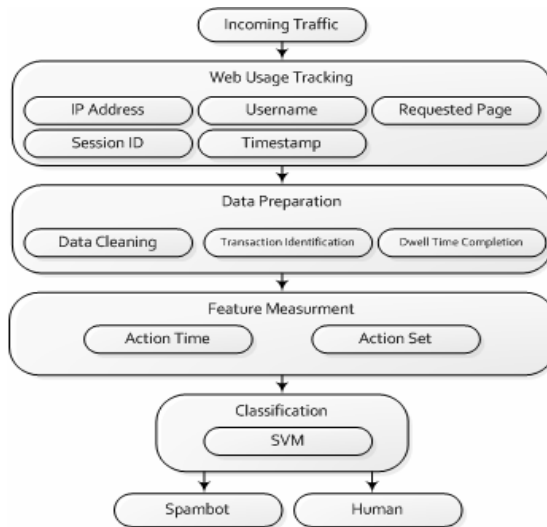 Incoming Traffic
Web Usage Tracking
IP Address Username Requested Page
Session ID Timestamp
Data Preparation
Data Cleaning Transaction Identification Dwell Time Completion
Feature Measurment
Action Time Action Set
Classification
SVM
Spambot Human